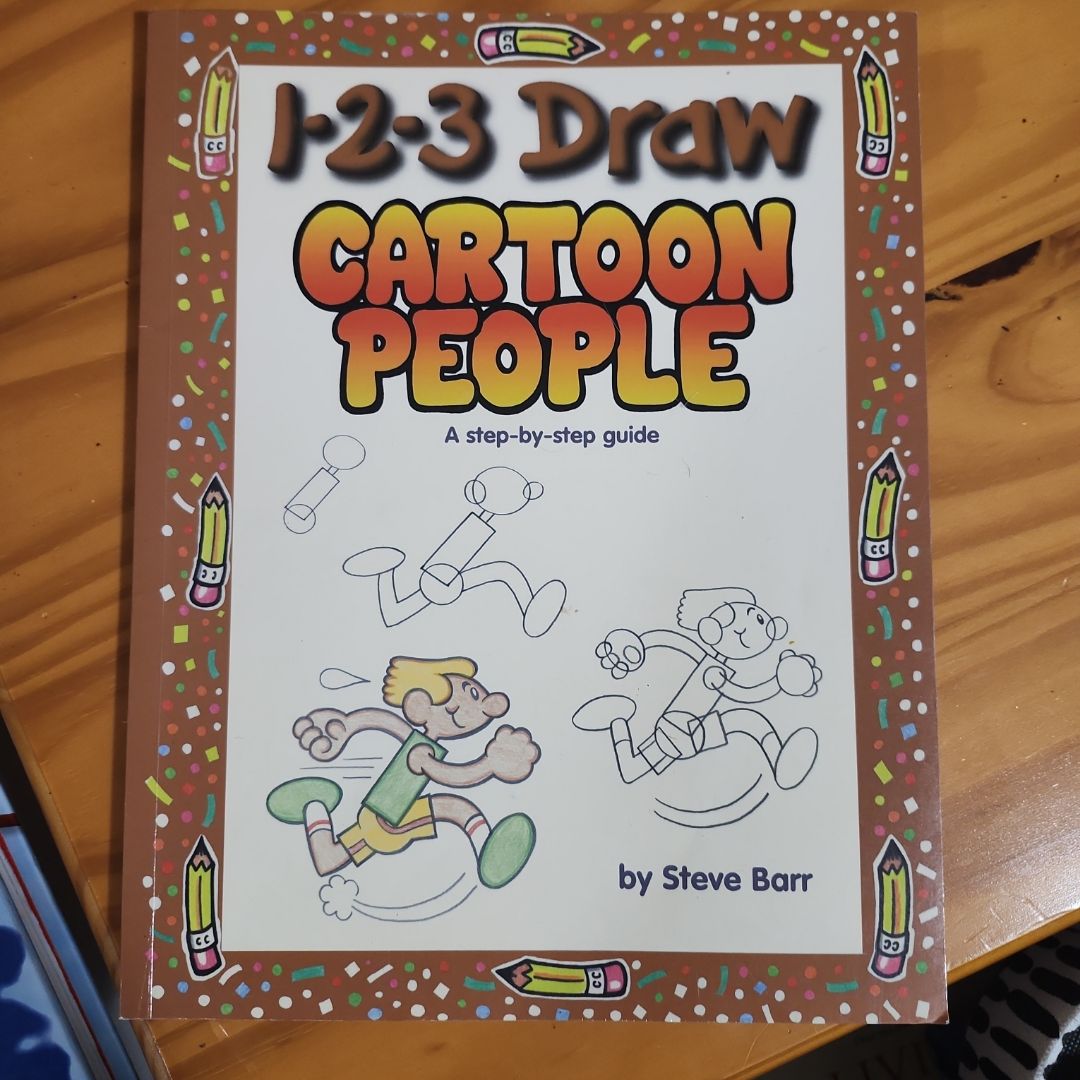 1-2-3 Draw
CARTOON
PEOPLE
A step-by-step guide
by Steve Barr